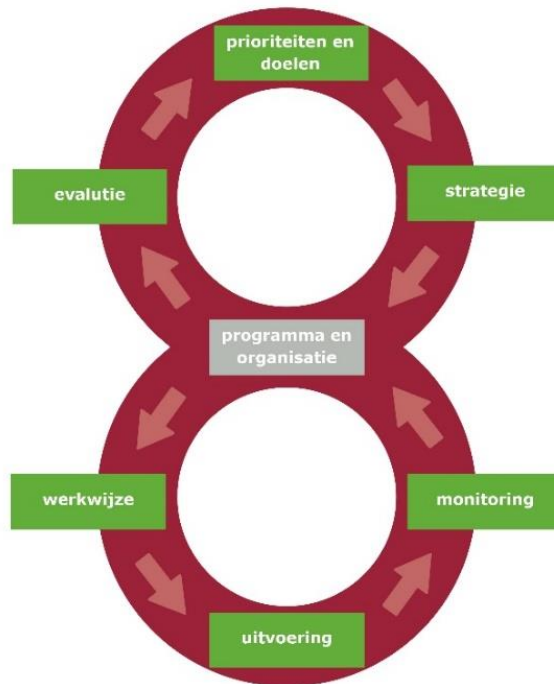 prioriteiten en
doelen
evalutie
strategie
programma en
organisatie
werkwijze
monitoring
uitvoering